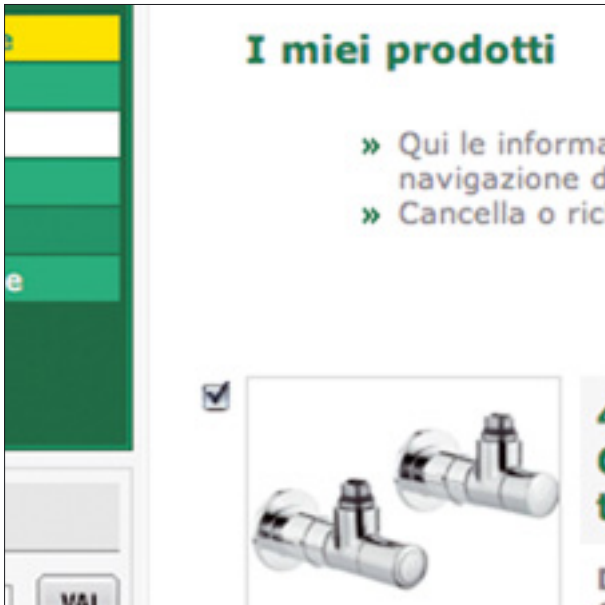 I miei prodotti
» Qui le informa
navigazione d
» Cancella o ric
e
VAI